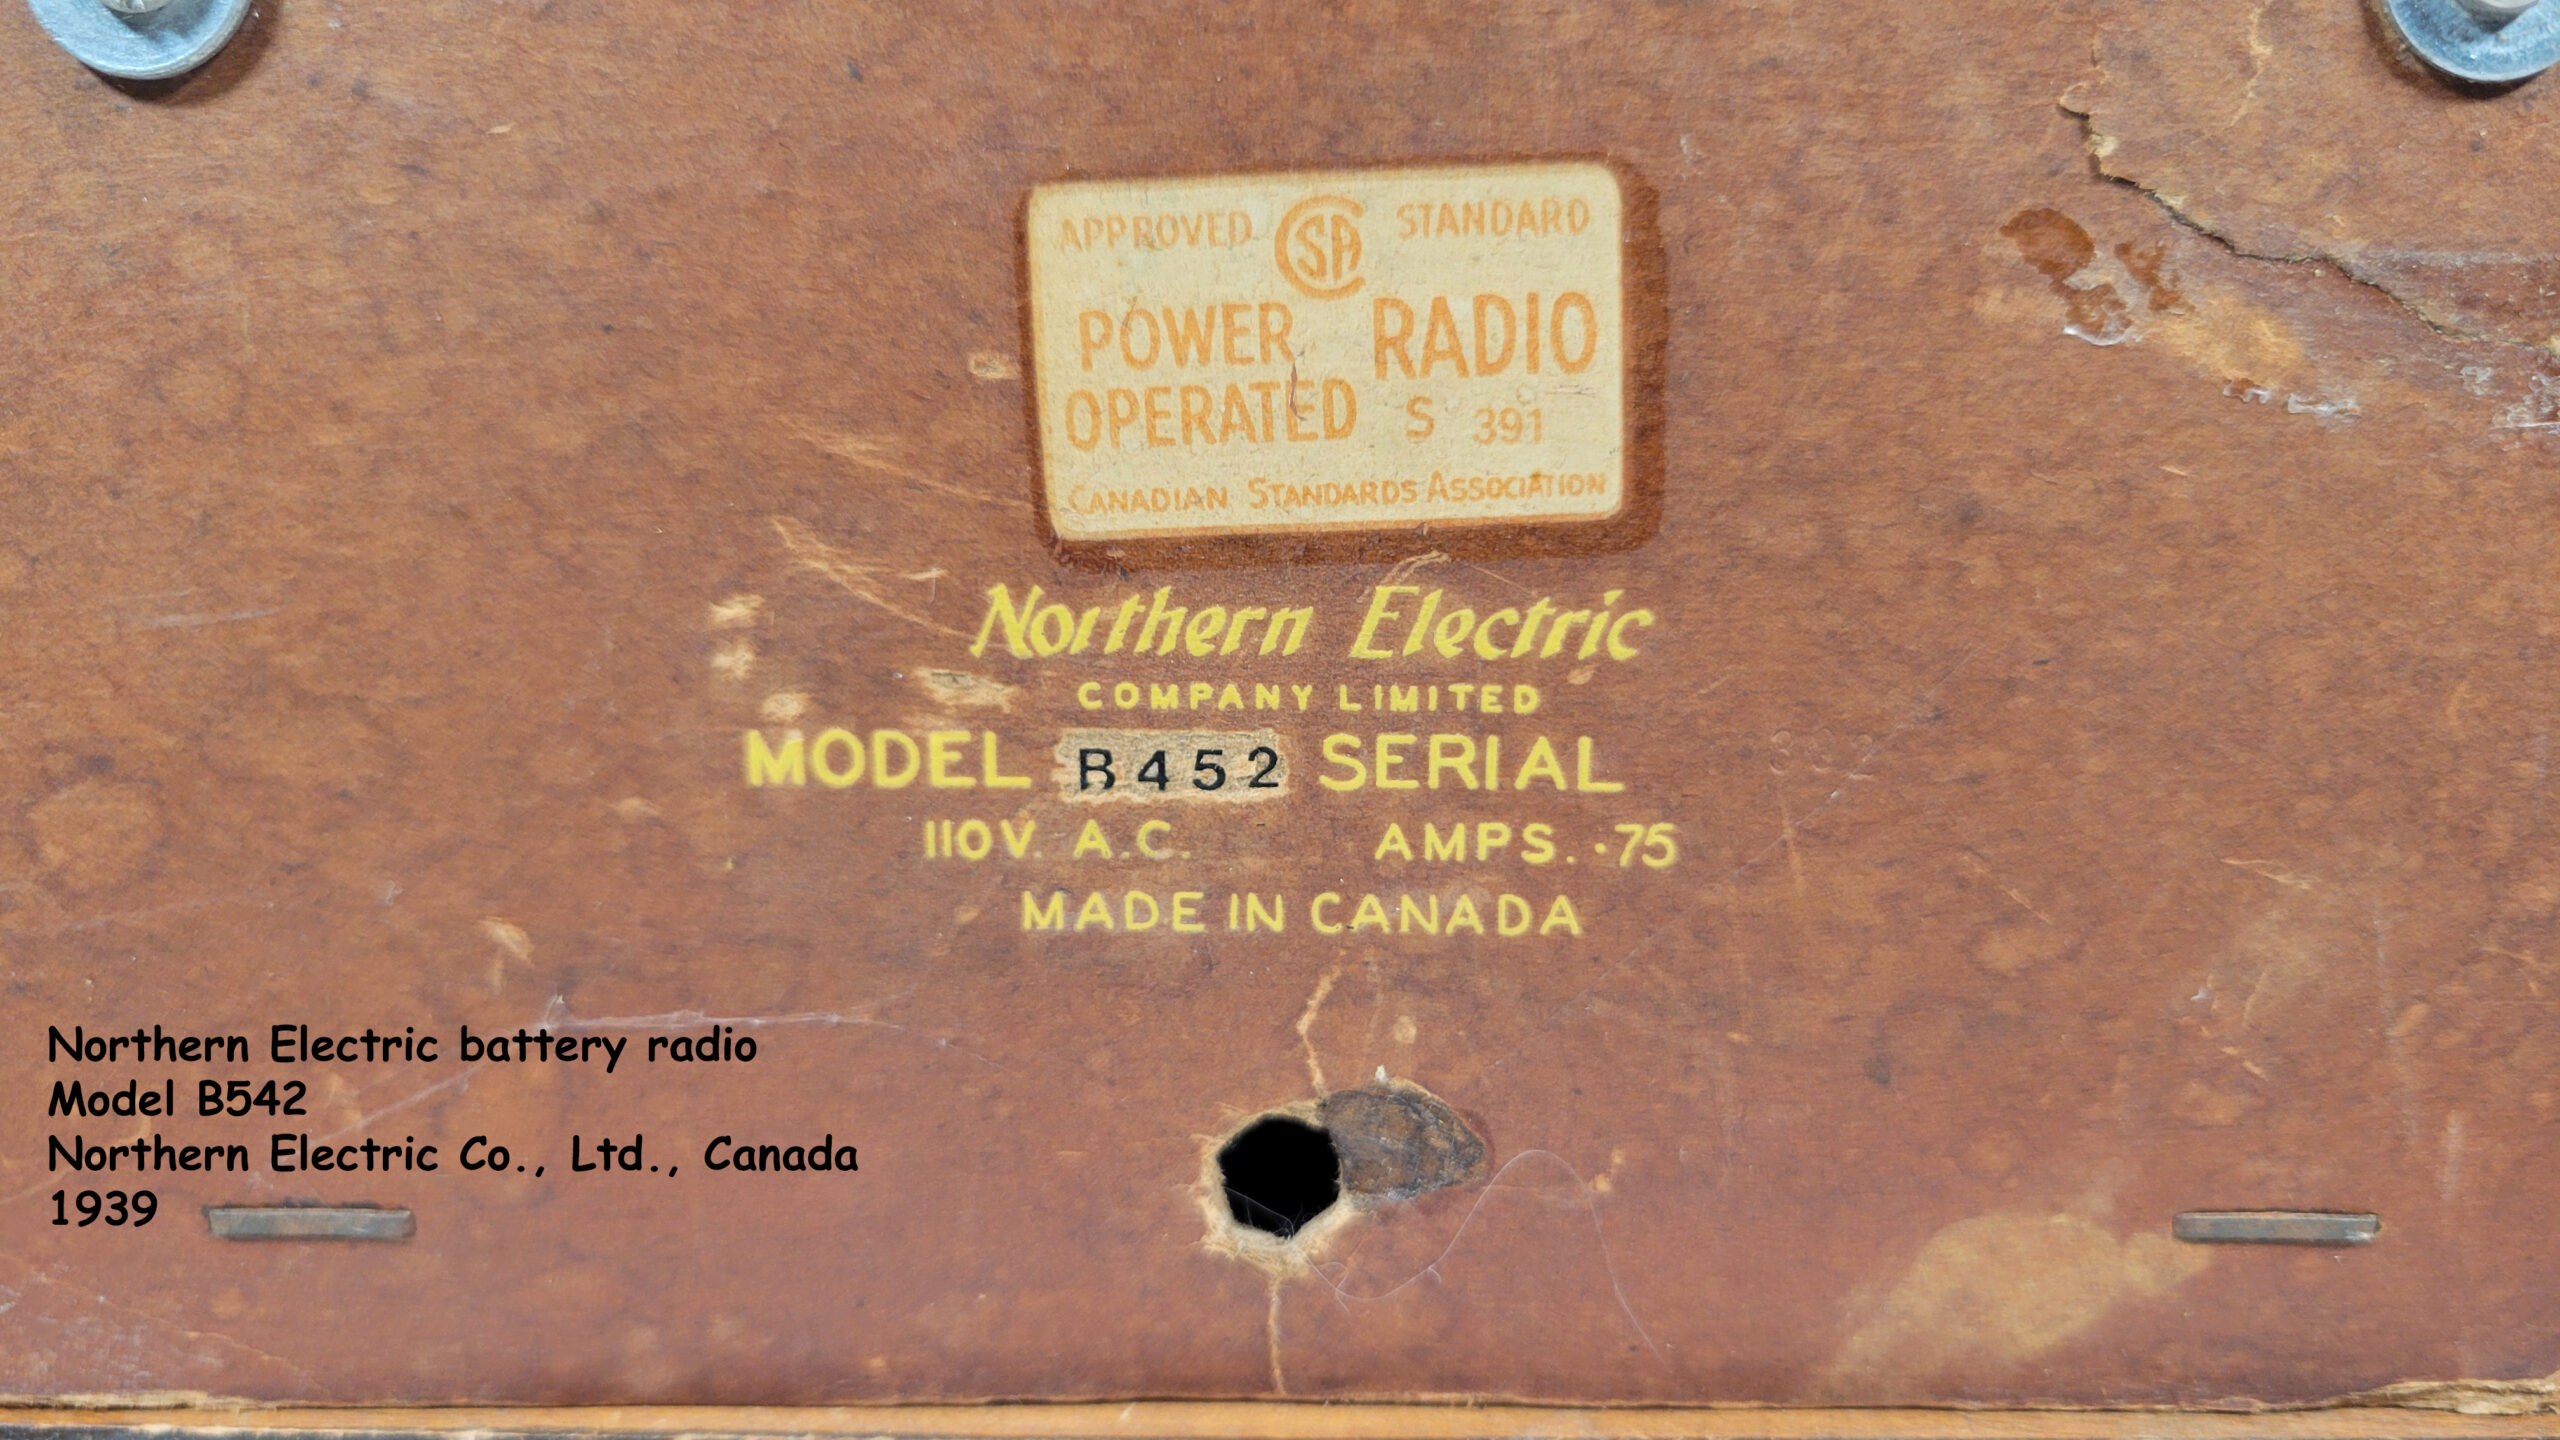 APPROVED CSA STANDARD
POWER RADIO
OPERATED S 391
CANADIAN STANDARDS ASSOCIATION
Northern Electric
COMPANY LIMITED
MODEL B452 SERIAL
110V. A.C. AMPS. .75
MADE IN CANADA
Northern Electric battery radio
Model B542
Northern Electric Co., Ltd., Canada
1939